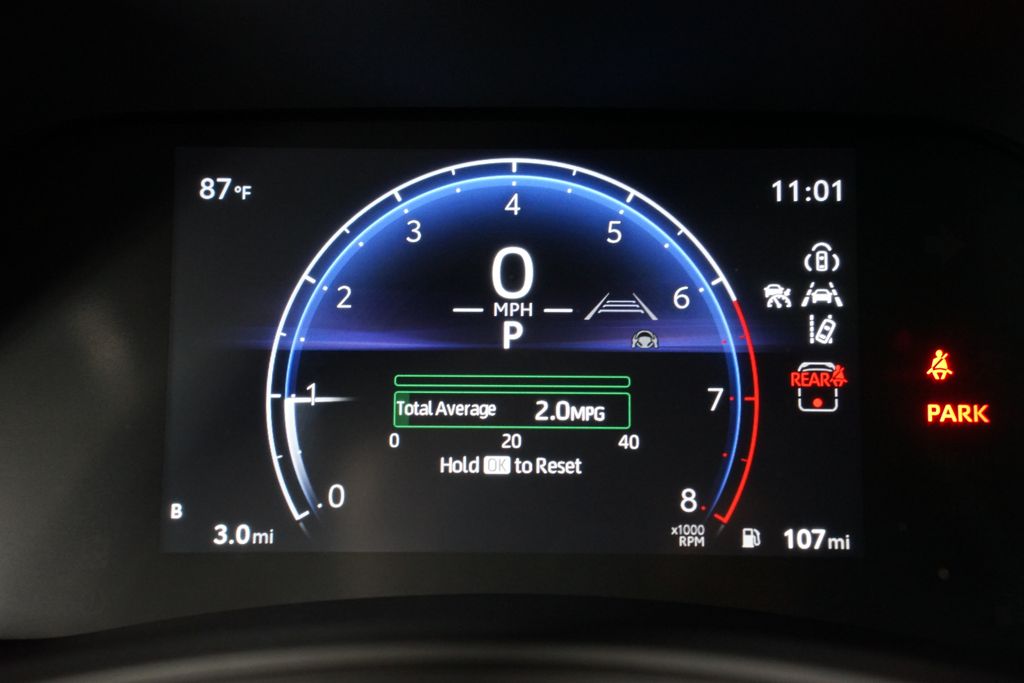 87°F
11:01
4
3
5
2
6
1
7
0
8
0
MPH
P
REAR
PARK
Total Average 2.0MPG
0 20 40
Hold OK to Reset
B
3.0mi
x1000
RPM
107mi